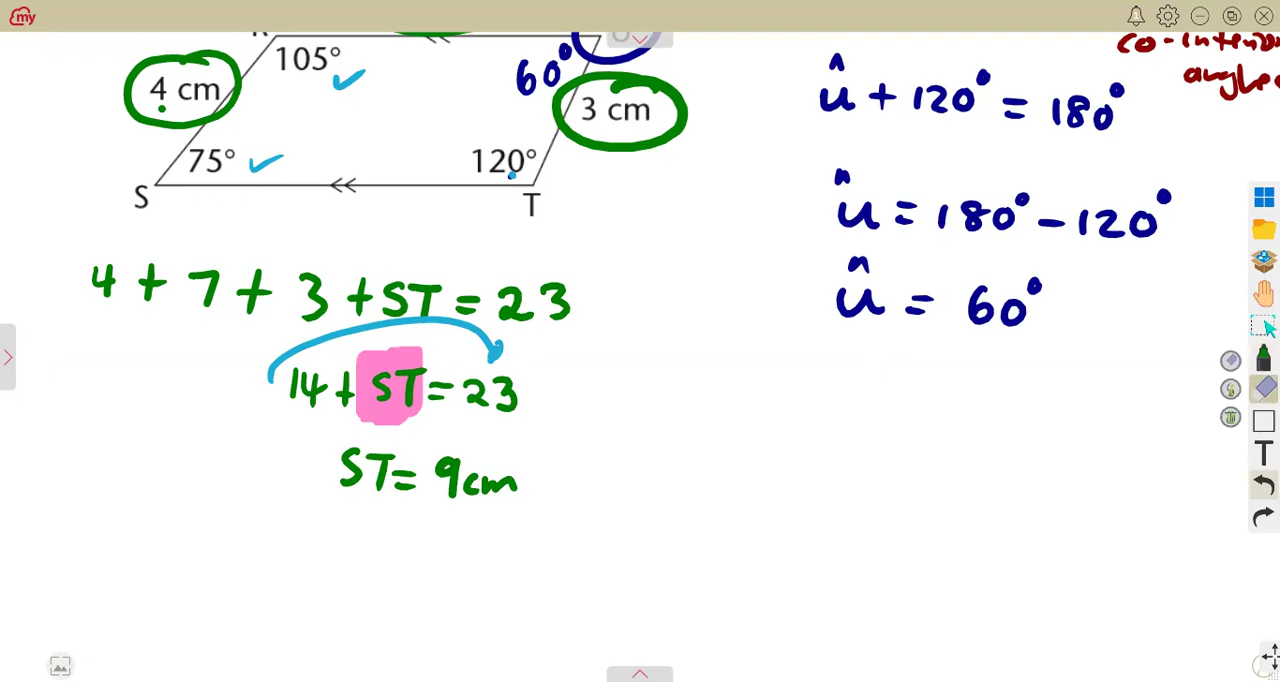 my
105°
60°
4 cm
3 cm
75°
120°
S
T
4 + 7 + 3 + ST = 23
14 + ST = 23
ST = 9cm
co-interior
angles
û + 120° = 180°
û = 180° - 120°
û = 60°
T